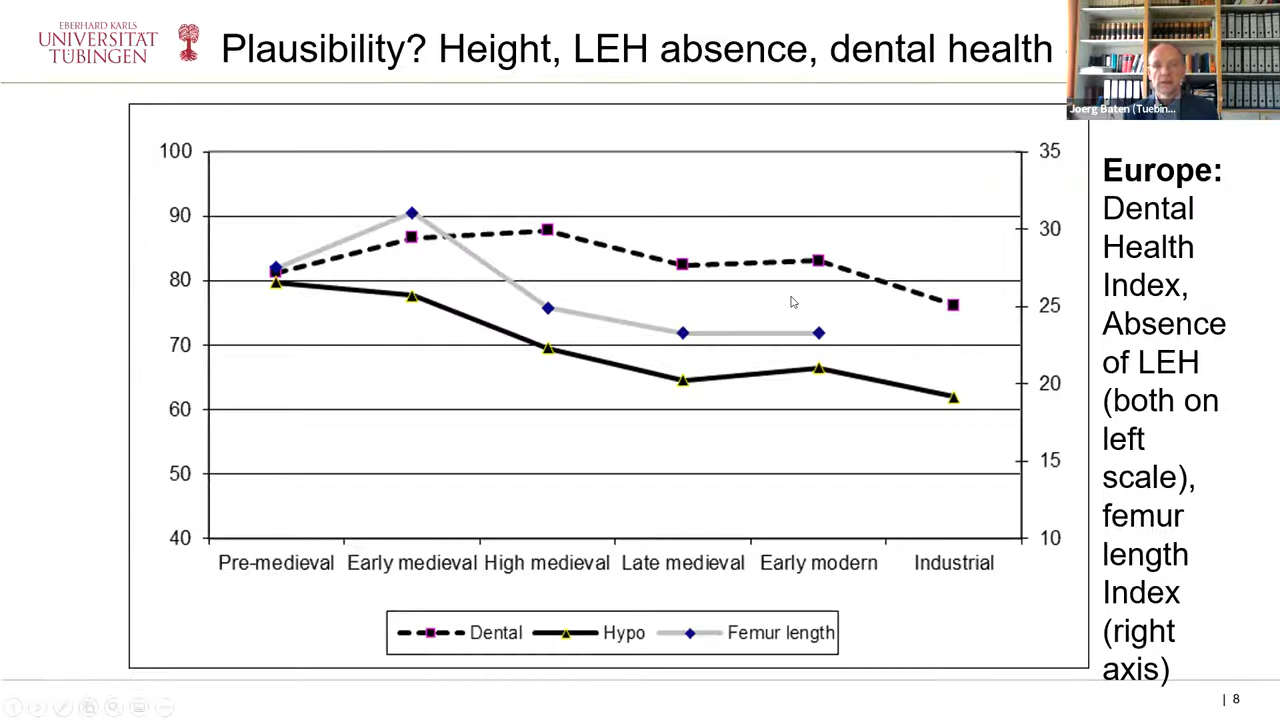 EBERHARD KARLS
UNIVERSITÄT
TÜBINGEN
Plausibility? Height, LEH absence, dental health
Joerg Baten (Tuebin...
100
90
80
70
60
50
40
35
30
25
20
15
10
Pre-medieval Early medieval High medieval Late medieval Early modern Industrial
Dental Hypo Femur length
Europe:
Dental
Health
Index,
Absence
of LEH
(both on
left
scale),
femur
length
Index
(right
axis)
| 8